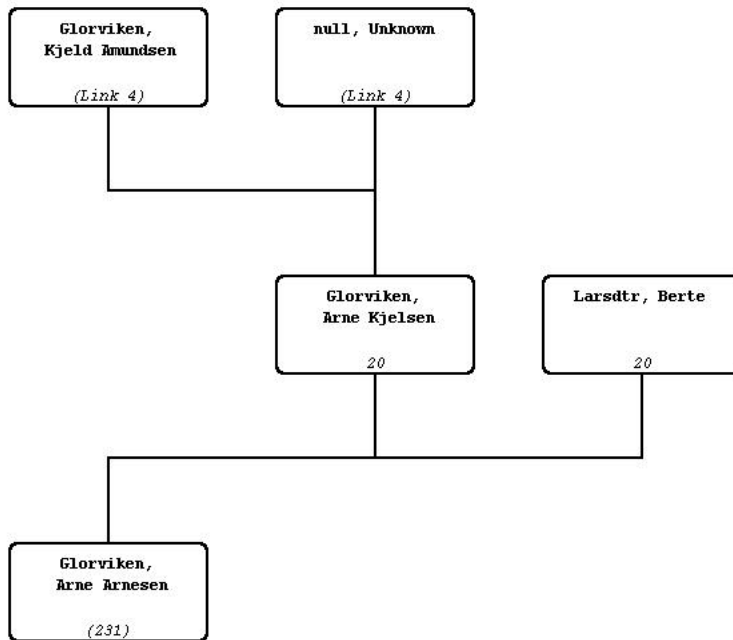 Glorviken,
Kjeld Amundsen
(Link 4)
null, Unknown
(Link 4)
Glorviken,
Arne Kjelsen
20
Larsdtr, Berte
20
Glorviken,
Arne Arnesen
(231)